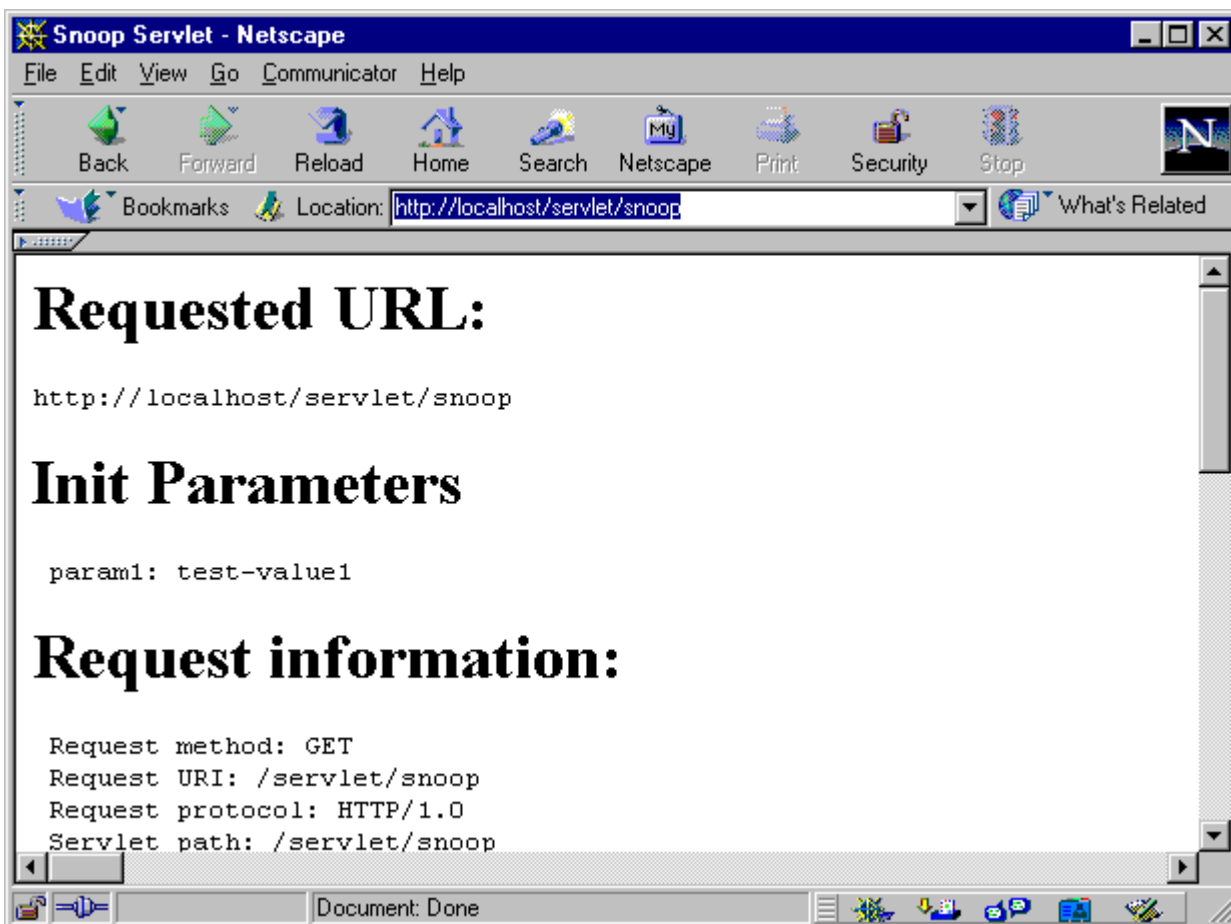 Snoop Servlet - Netscape
File Edit View Go Communicator Help
My N
Back Forward Reload Home Search Netscape Print Security Stop
Bookmarks Location: http://localhost/servlet/snoop What's Related
Requested URL:
http://localhost/servlet/snoop
Init Parameters
param1: test-value1
Request information:
Request method: GET
Request URI: /servlet/snoop
Request protocol: HTTP/1.0
Servlet path: /servlet/snoop
Document: Done